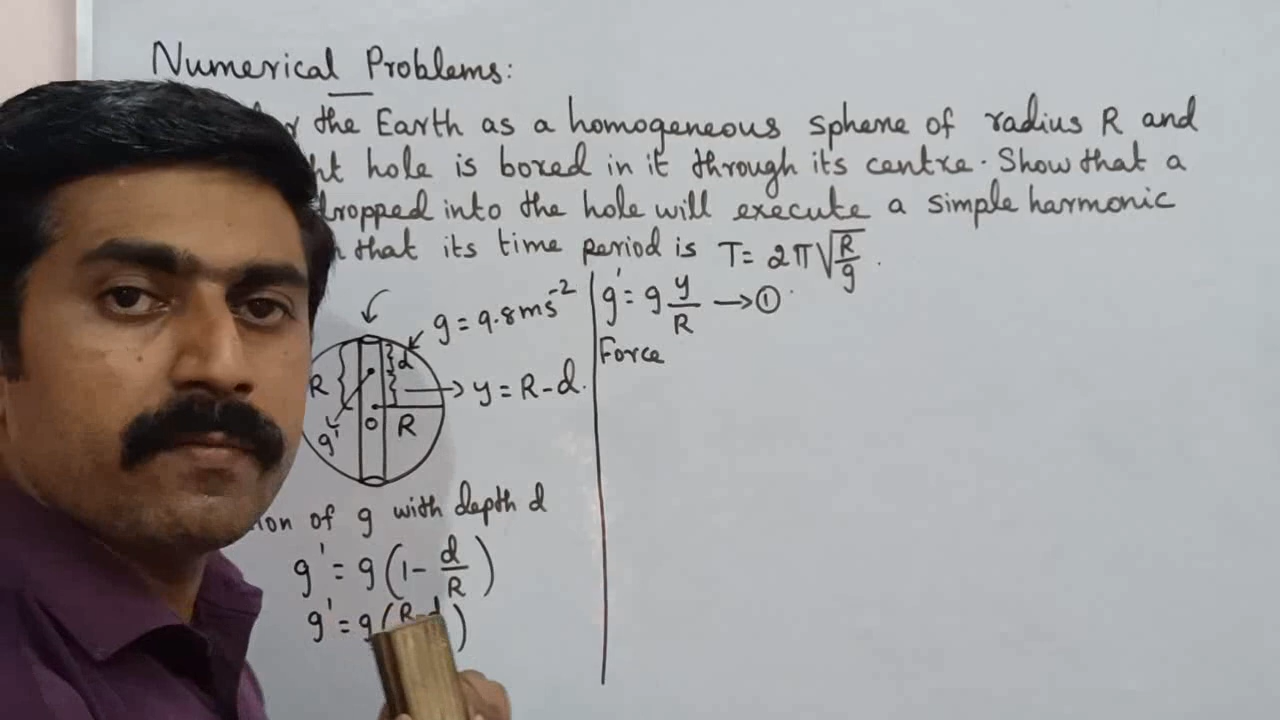 Numerical Problems:
the Earth as a homogeneous sphere of radius R and
hole is bored in it through its centre. Show that a
dropped into the hole will execute a simple harmonic
that its time period is T = 2π√(R/g).
g = 9.8 ms⁻²
d
R
y = R - d.
O
R
g'
of g with depth d
g' = g(1 - d/R)
g' = g(
g' = g y/R → ①
Force